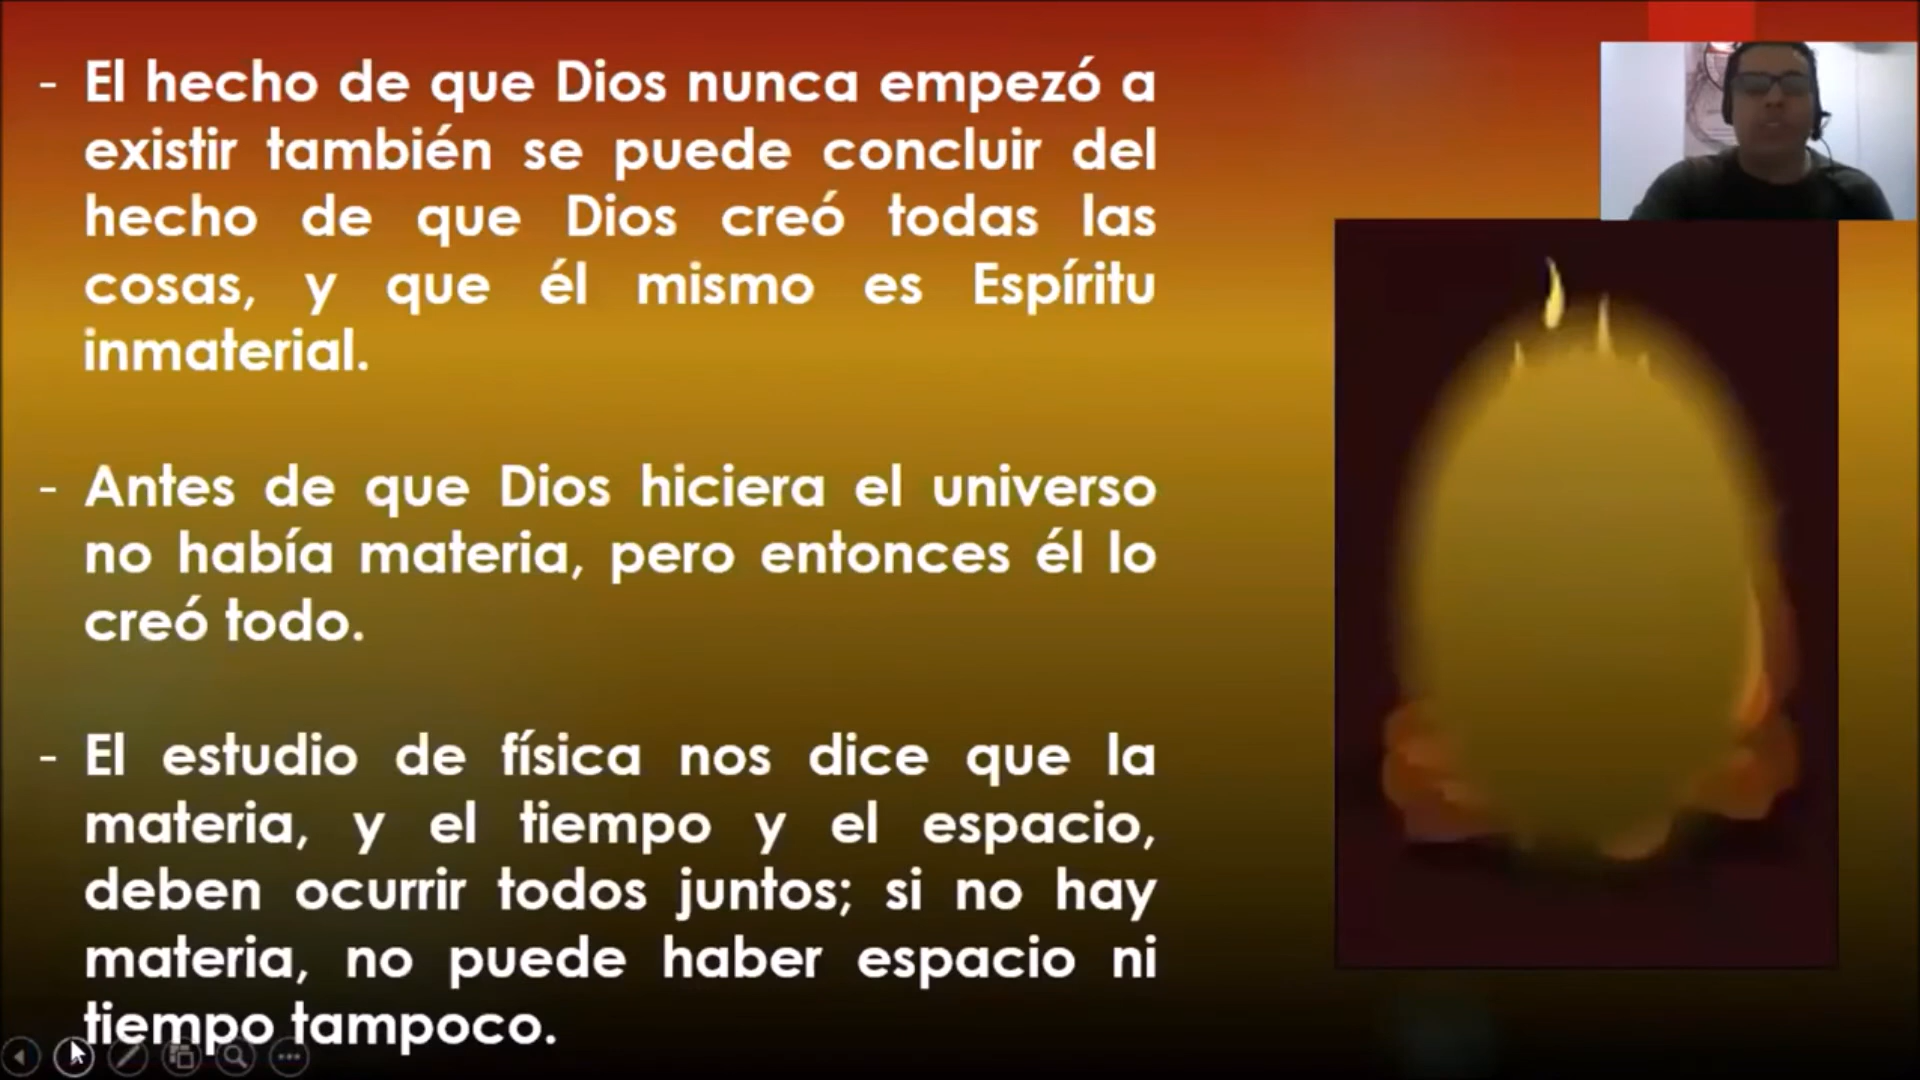 - El hecho de que Dios nunca empezó a
existir también se puede concluir del
hecho de que Dios creó todas las
cosas, y que él mismo es Espíritu
inmaterial.
- Antes de que Dios hiciera el universo
no había materia, pero entonces él lo
creó todo.
- El estudio de física nos dice que la
materia, y el tiempo y el espacio,
deben ocurrir todos juntos; si no hay
materia, no puede haber espacio ni
tiempo tampoco.